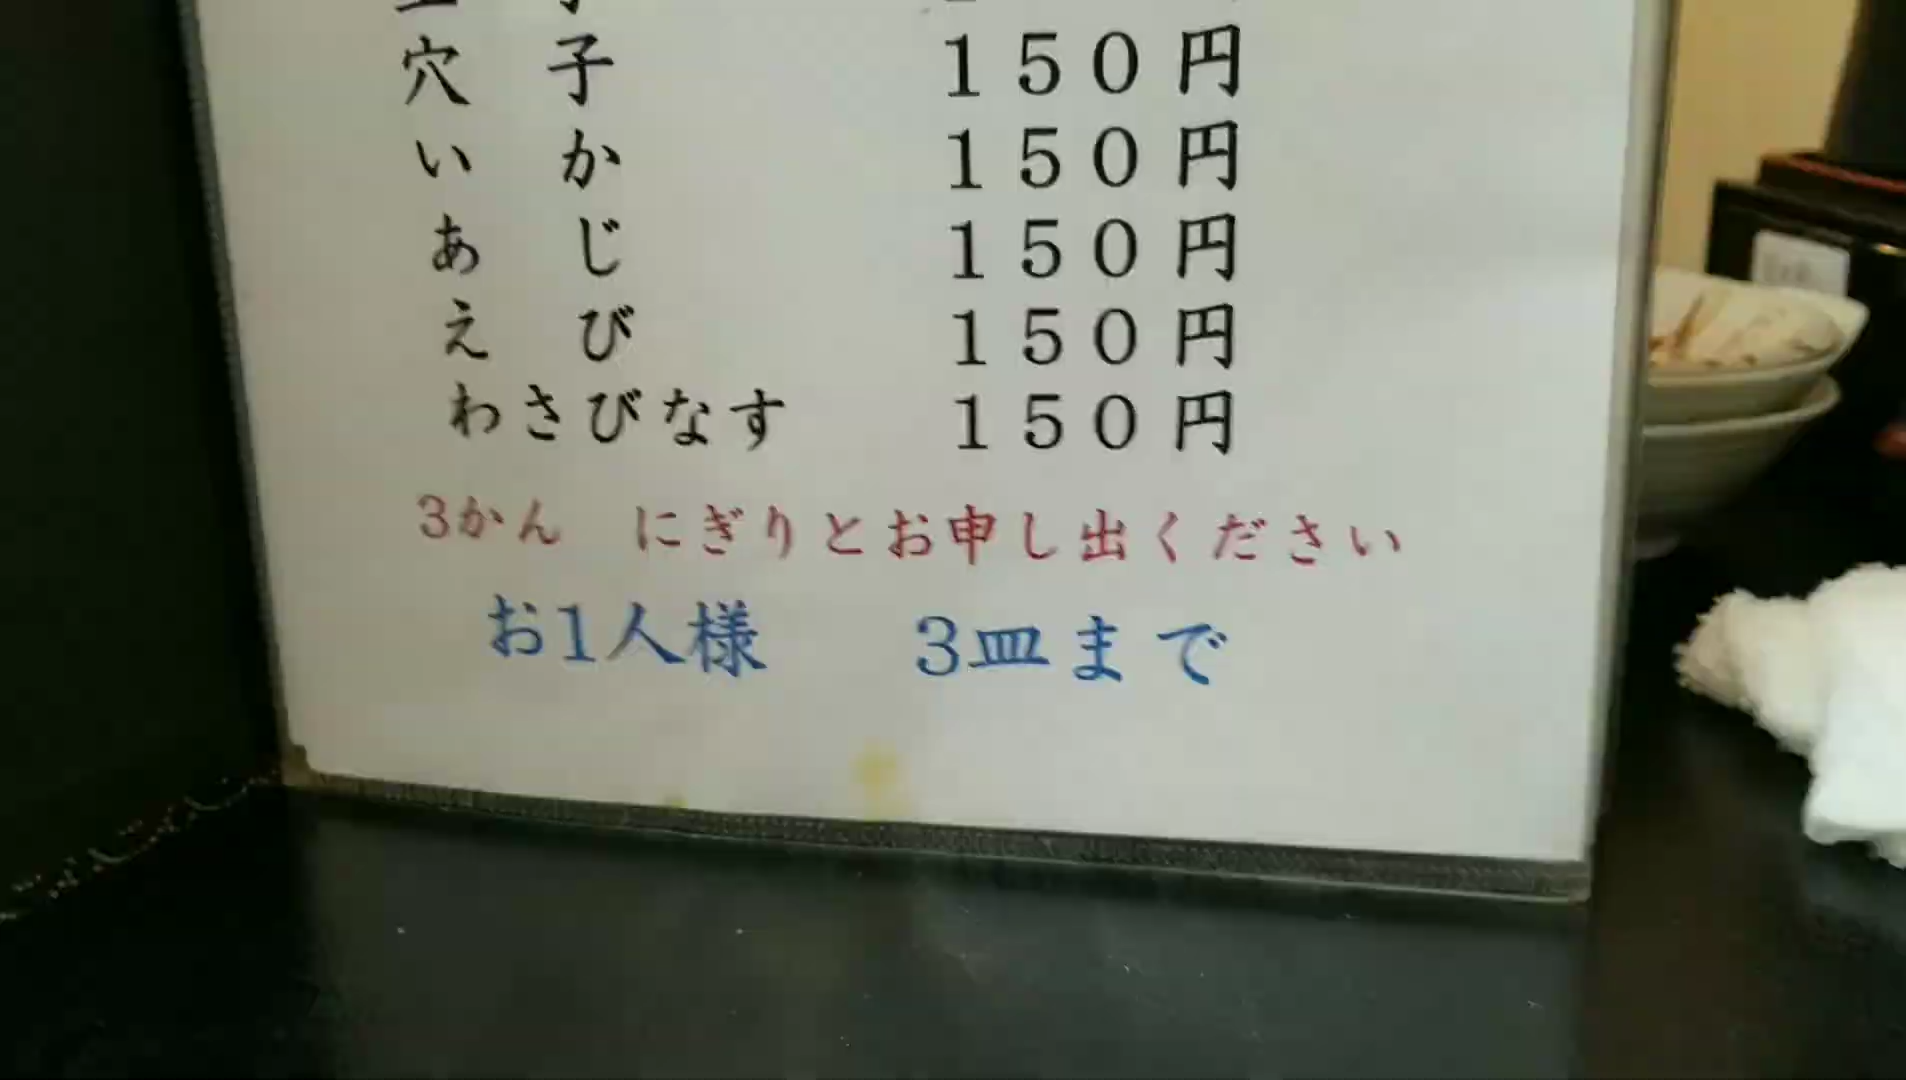 穴 子 150円
い か 150円
あ じ 150円
え び 150円
わさびなす 150円
3かん にぎりとお申し出ください
お1人様 3皿まで